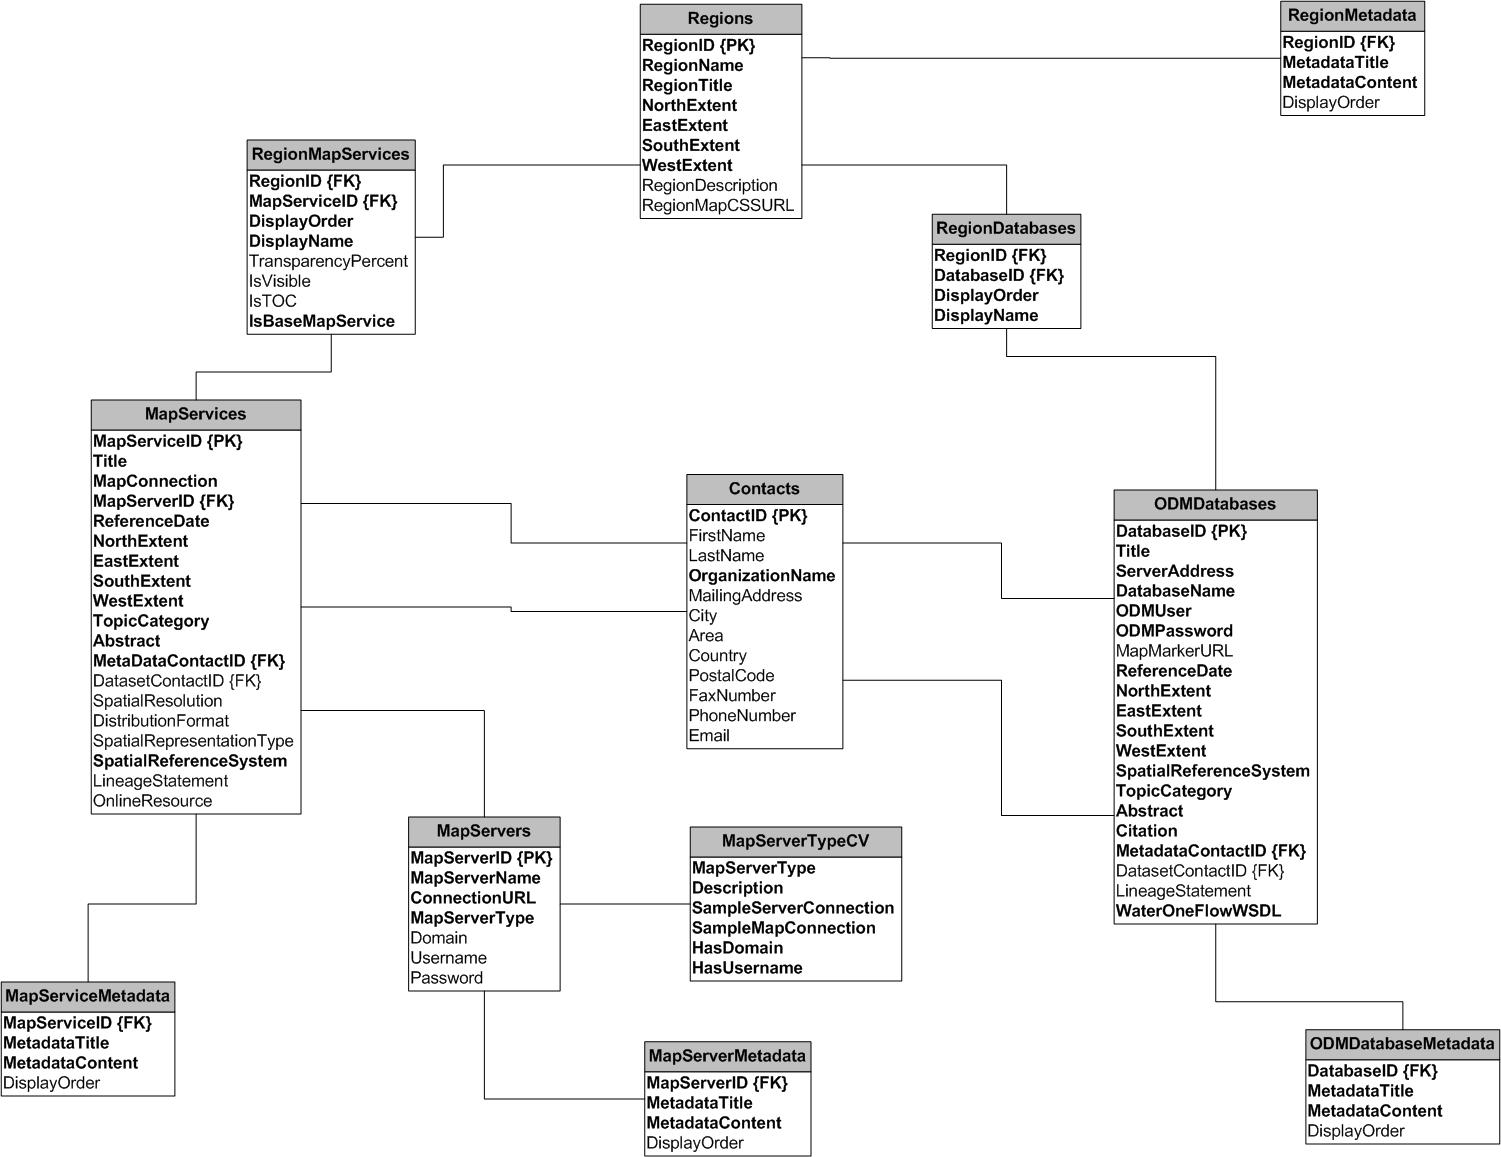 Regions
RegionID {PK}
RegionName
RegionTitle
NorthExtent
EastExtent
SouthExtent
WestExtent
RegionDescription
RegionMapCSSURL
RegionMetadata
RegionID {FK}
MetadataTitle
MetadataContent
DisplayOrder
RegionMapServices
RegionID {FK}
MapServiceID {FK}
DisplayOrder
DisplayName
TransparencyPercent
IsVisible
IsTOC
IsBaseMapService
RegionDatabases
RegionID {FK}
DatabaseID {FK}
DisplayOrder
DisplayName
MapServices
MapServiceID {PK}
Title
MapConnection
MapServerID {FK}
ReferenceDate
NorthExtent
EastExtent
SouthExtent
WestExtent
TopicCategory
Abstract
MetaDataContactID {FK}
DatasetContactID {FK}
SpatialResolution
DistributionFormat
SpatialRepresentationType
SpatialReferenceSystem
LineageStatement
OnlineResource
Contacts
ContactID {PK}
FirstName
LastName
OrganizationName
MailingAddress
City
Area
Country
PostalCode
FaxNumber
PhoneNumber
Email
ODMDatabases
DatabaseID {PK}
Title
ServerAddress
DatabaseName
ODMUser
ODMPassword
MapMarkerURL
ReferenceDate
NorthExtent
EastExtent
SouthExtent
WestExtent
SpatialReferenceSystem
TopicCategory
Abstract
Citation
MetadataContactID {FK}
DatasetContactID {FK}
LineageStatement
WaterOneFlowWSDL
MapServers
MapServerID {PK}
MapServerName
ConnectionURL
MapServerType
Domain
Username
Password
MapServerTypeCV
MapServerType
Description
SampleServerConnection
SampleMapConnection
HasDomain
HasUsername
MapServiceMetadata
MapServiceID {FK}
MetadataTitle
MetadataContent
DisplayOrder
MapServerMetadata
MapServerID {FK}
MetadataTitle
MetadataContent
DisplayOrder
ODMDatabaseMetadata
DatabaseID {FK}
MetadataTitle
MetadataContent
DisplayOrder